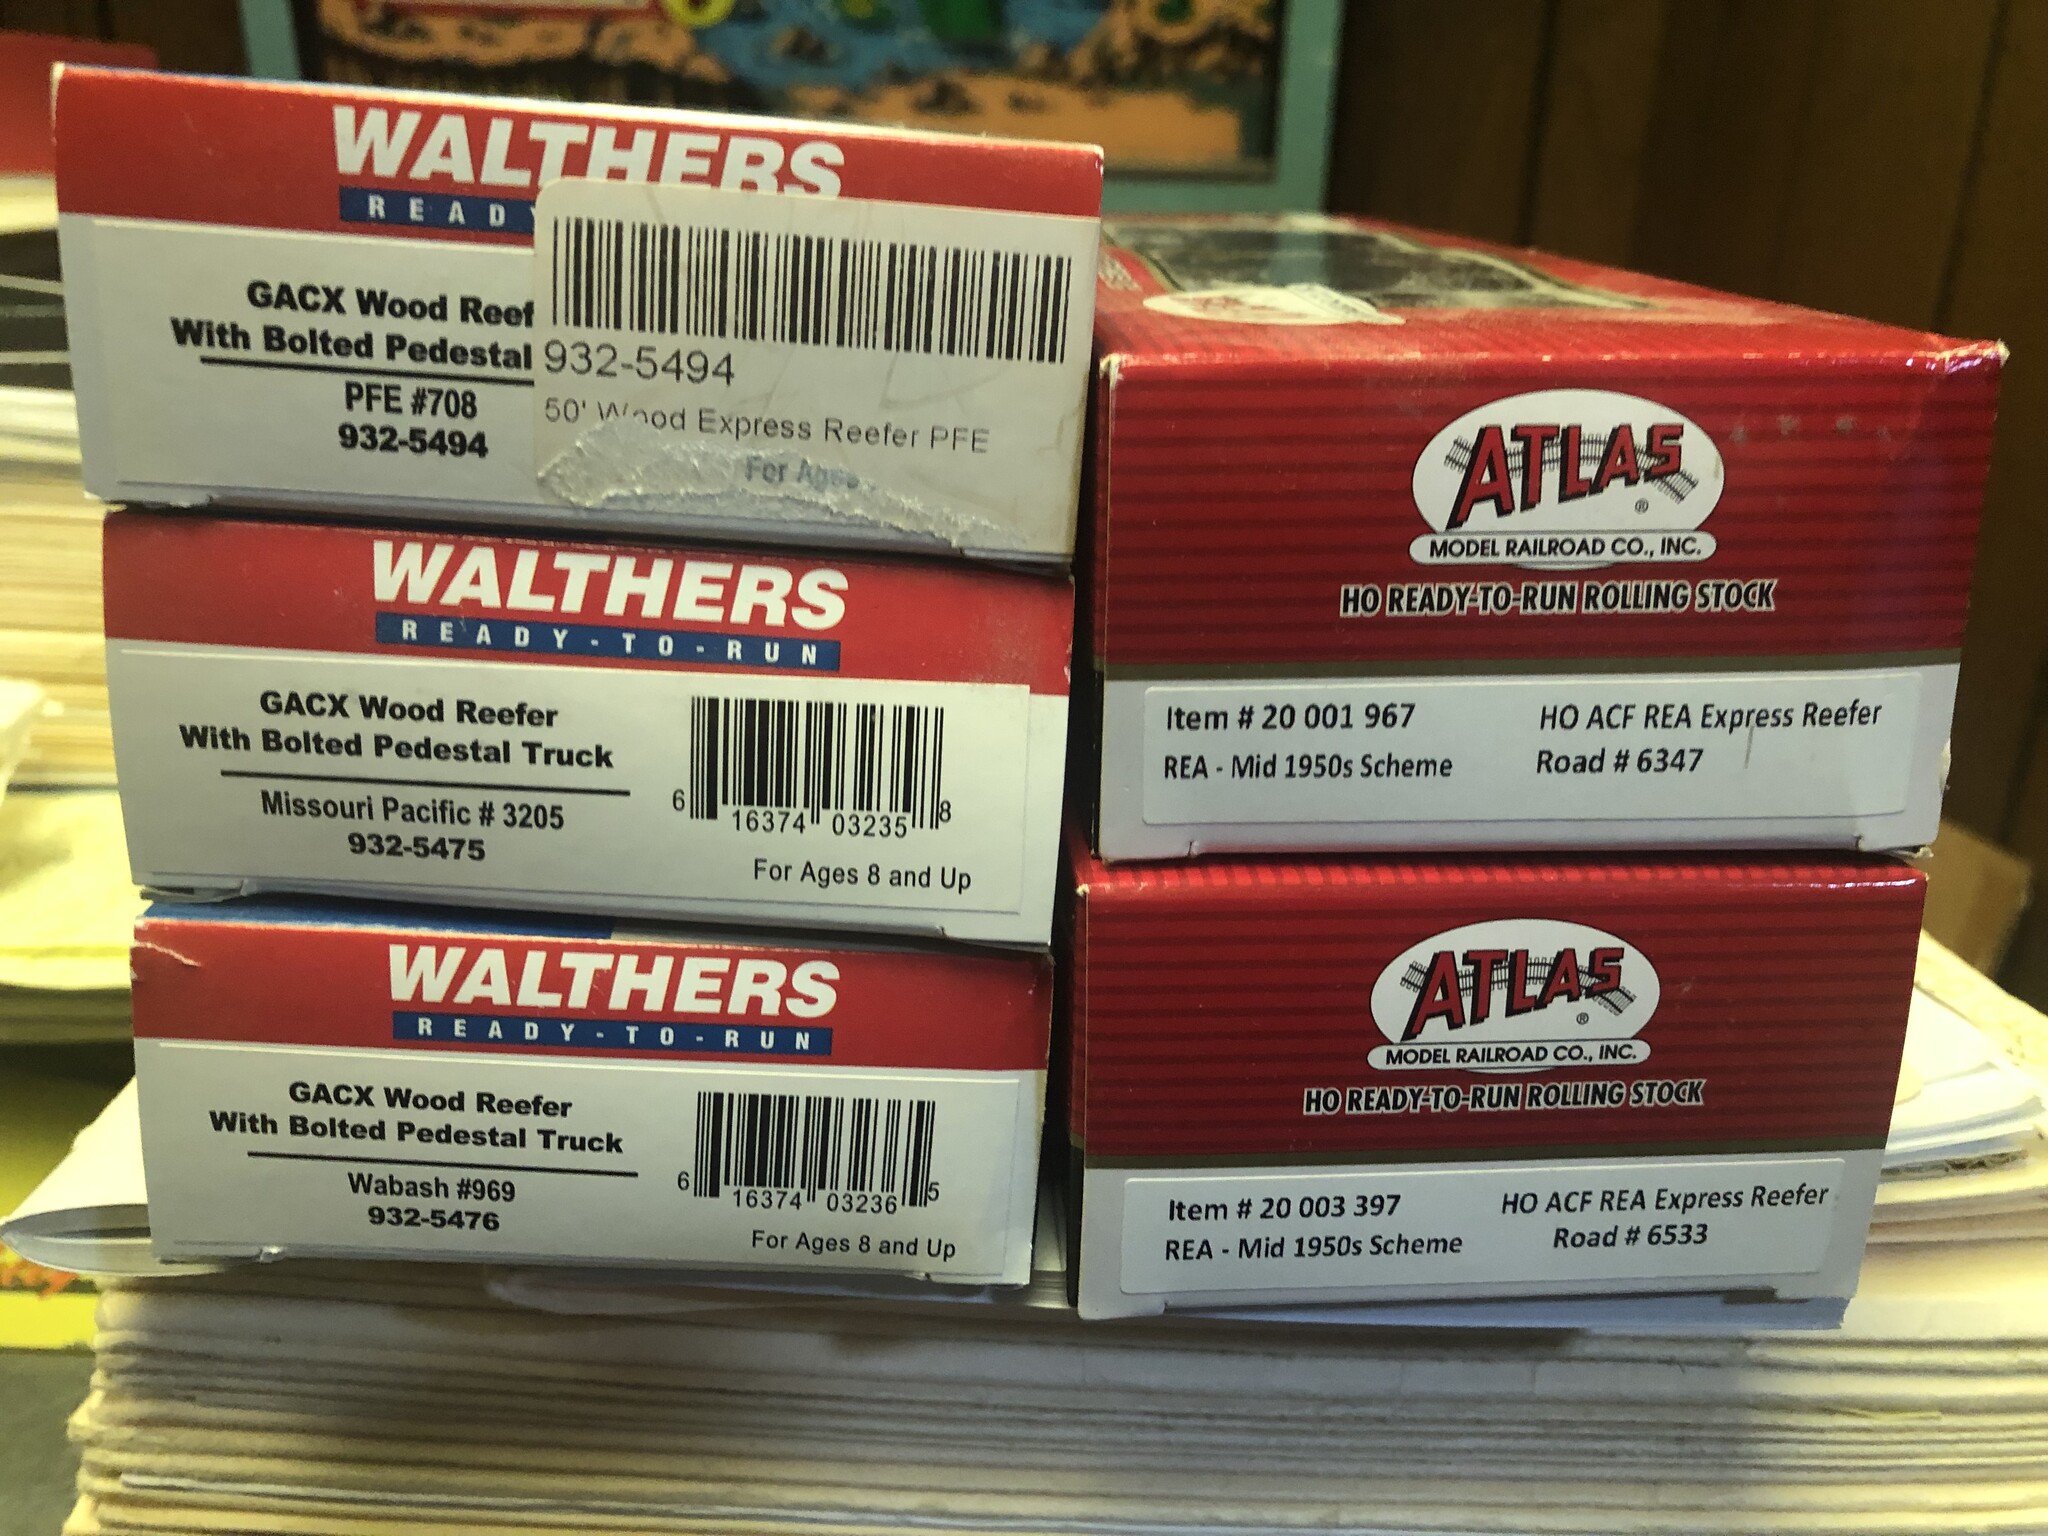 WALTHERS
READY
GACX Wood Reef
With Bolted Pedestal
PFE #708
932-5494
932-5494
50' Wood Express Reefer PFE
For Ages
WALTHERS
READY-TO-RUN
GACX Wood Reefer
With Bolted Pedestal Truck
Missouri Pacific # 3205
932-5475
6 16374 03235 8
For Ages 8 and Up
WALTHERS
READY-TO-RUN
GACX Wood Reefer
With Bolted Pedestal Truck
Wabash #969
932-5476
6 16374 03236 5
For Ages 8 and Up
ATLAS ®
MODEL RAILROAD CO., INC.
HO READY-TO-RUN ROLLING STOCK
Item # 20 001 967 HO ACF REA Express Reefer
REA - Mid 1950s Scheme Road # 6347
ATLAS ®
MODEL RAILROAD CO., INC.
HO READY-TO-RUN ROLLING STOCK
Item # 20 003 397 HO ACF REA Express Reefer
REA - Mid 1950s Scheme Road # 6533